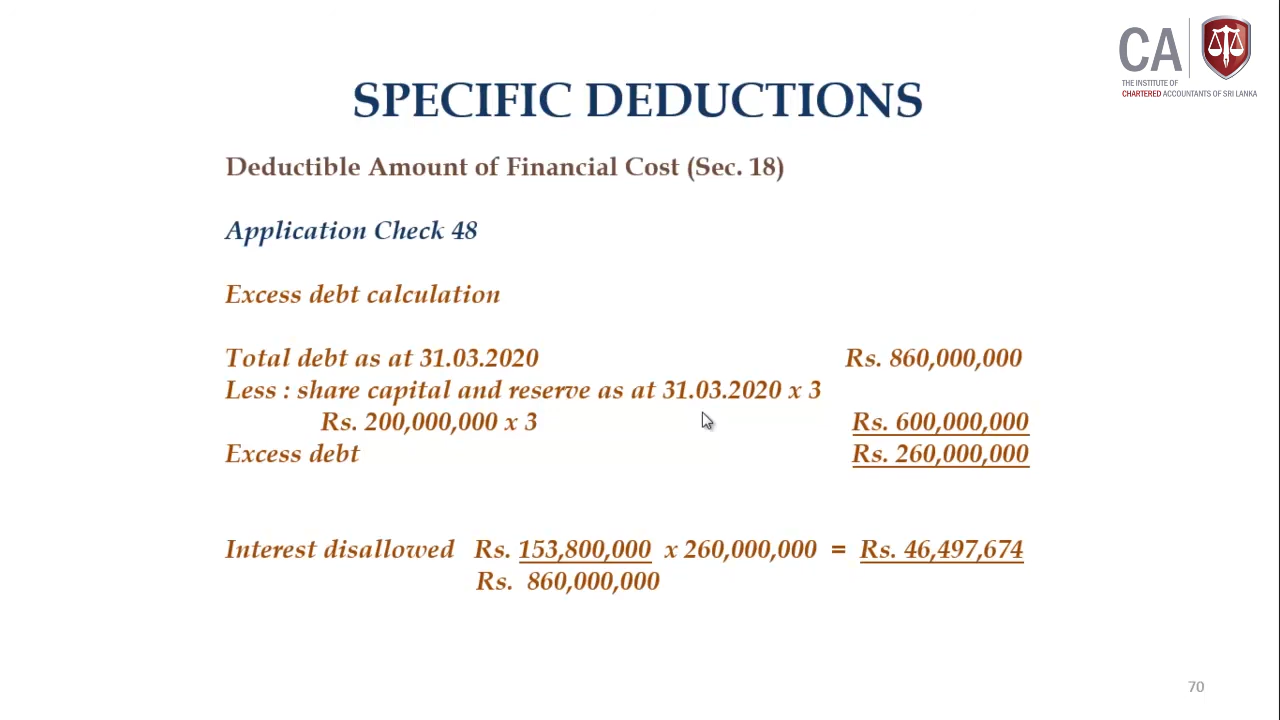 CA
THE INSTITUTE OF
CHARTERED ACCOUNTANTS OF SRI LANKA
SPECIFIC DEDUCTIONS
Deductible Amount of Financial Cost (Sec. 18)
Application Check 48
Excess debt calculation
Total debt as at 31.03.2020 Rs. 860,000,000
Less : share capital and reserve as at 31.03.2020 x 3
Rs. 200,000,000 x 3 Rs. 600,000,000
Excess debt Rs. 260,000,000
Interest disallowed Rs. 153,800,000 x 260,000,000 = Rs. 46,497,674
Rs. 860,000,000
70